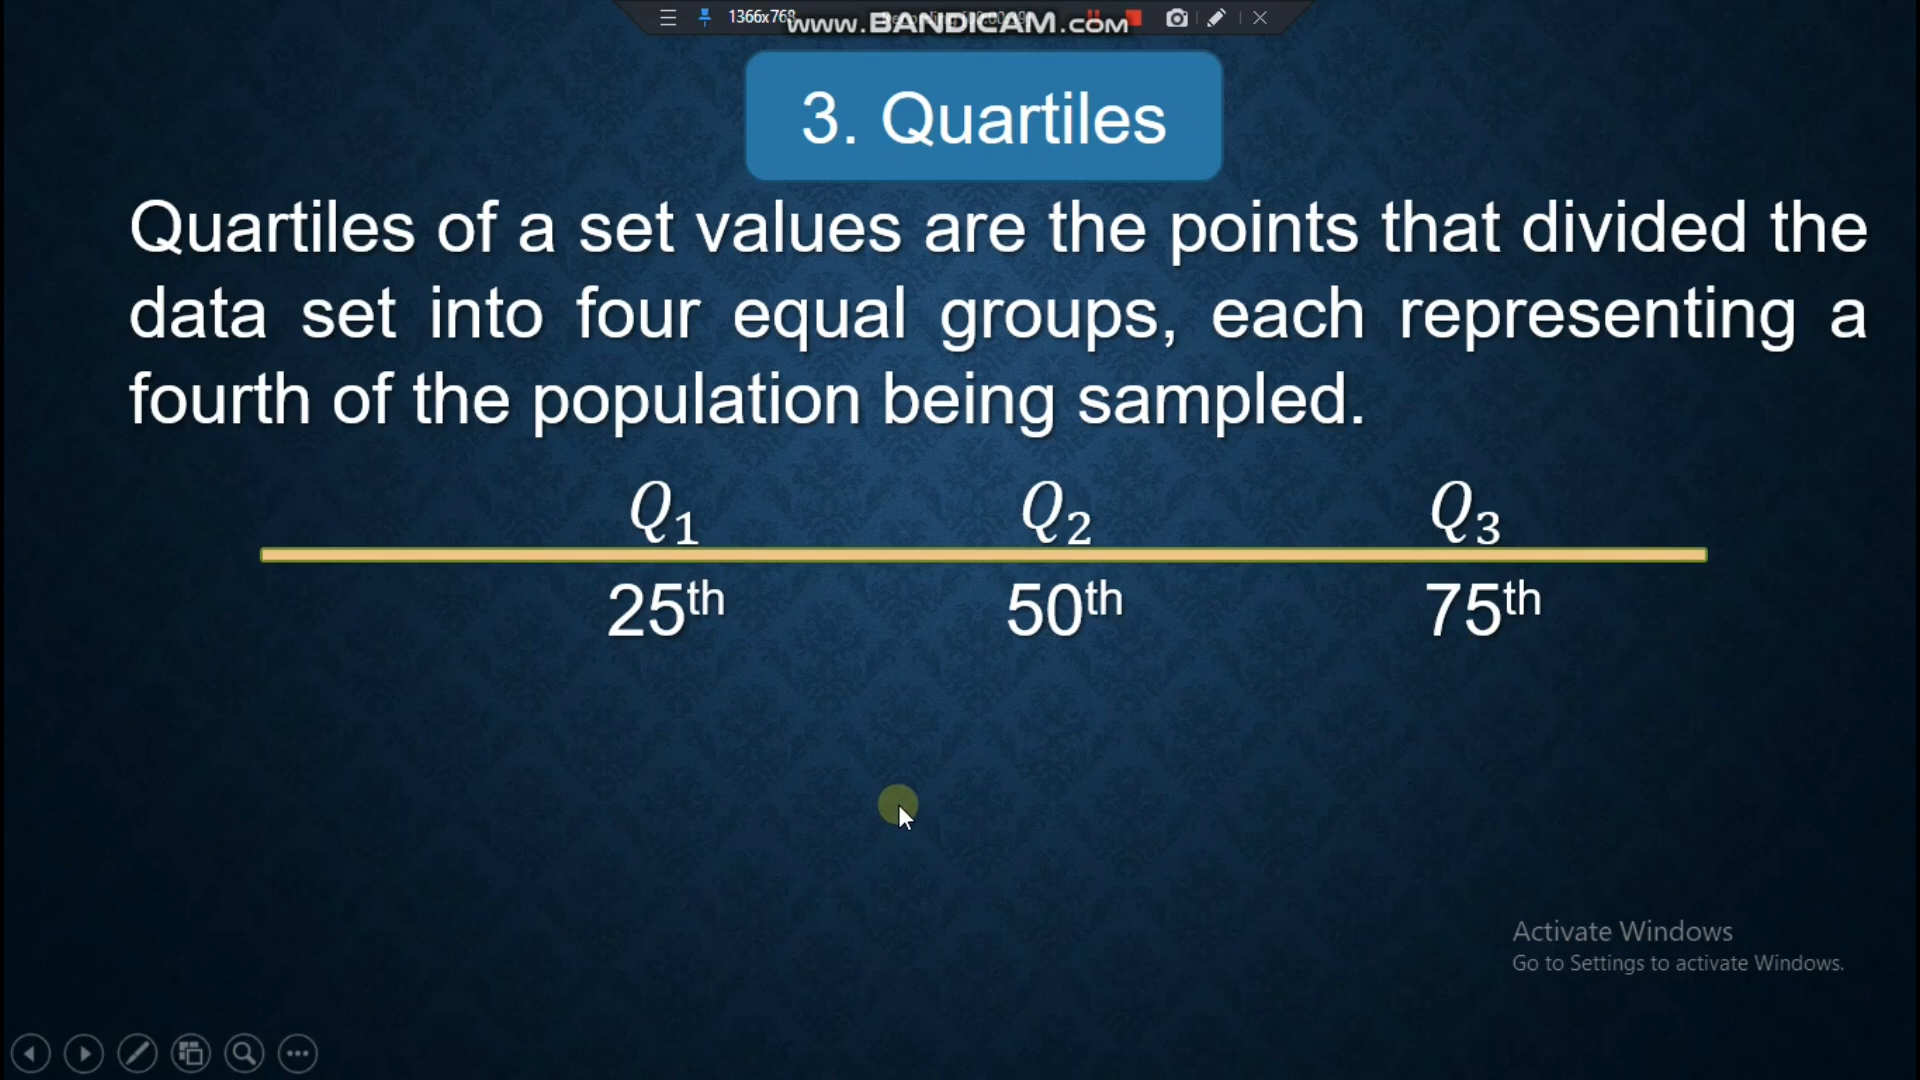 1366x768
www.BANDICAM.com
3. Quartiles
Quartiles of a set values are the points that divided the
data set into four equal groups, each representing a
fourth of the population being sampled.
Q₁ Q₂ Q₃
25ᵗʰ 50ᵗʰ 75ᵗʰ
Activate Windows
Go to Settings to activate Windows.